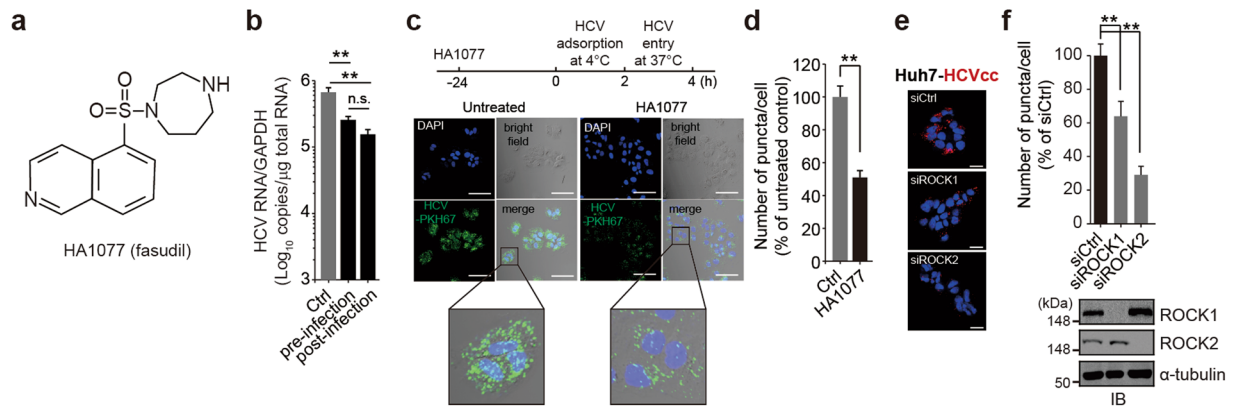 a
O
O
S
N
NH
N
HA1077 (fasudil)
b
HCV RNA/GAPDH
(Log10 copies/μg total RNA)
6
5
4
3
**
**
n.s.
Ctrl
pre-infection
post-infection
c
HCV
adsorption
at 4°C
HCV
entry
at 37°C
HA1077
−24
0
2
4 (h)
Untreated
HA1077
DAPI
bright
field
DAPI
bright
field
HCV
-PKH67
merge
HCV
-PKH67
merge
d
Number of puncta/cell
(% of untreated control)
120
100
80
60
40
20
0
**
Ctrl
HA1077
e
Huh7-HCVcc
siCtrl
siROCK1
siROCK2
f
Number of puncta/cell
(% of siCtrl)
100
80
60
40
20
0
**
**
siCtrl
siROCK1
siROCK2
(kDa)
148
ROCK1
148
ROCK2
50
α-tubulin
IB